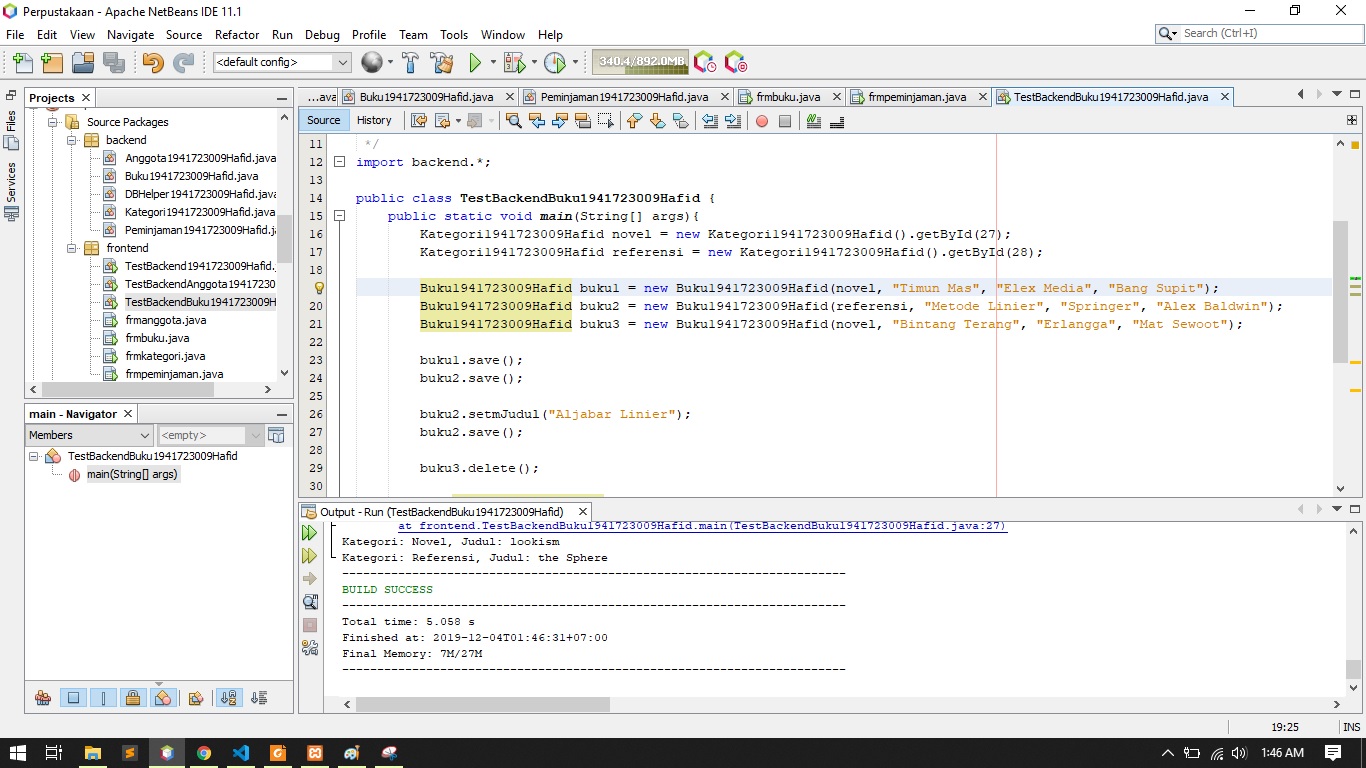 Perpustakaan - Apache NetBeans IDE 11.1
File Edit View Navigate Source Refactor Run Debug Profile Team Tools Window Help
Search (Ctrl+I)
<default config>
340.4/892.0MB
Files
Services
Projects
Source Packages
backend
Anggota1941723009Hafid.java
Buku1941723009Hafid.java
DBHelper1941723009Hafid.java
Kategori1941723009Hafid.java
Peminjaman1941723009Hafid.j
frontend
TestBackend1941723009Hafid.
TestBackendAnggota194172300
TestBackendBuku1941723009H
frmanggota.java
frmbuku.java
frmkategori.java
frmpeminjaman.java
main - Navigator
Members
<empty>
TestBackendBuku1941723009Hafid
main(String[] args)
...ava Buku1941723009Hafid.java Peminjaman1941723009Hafid.java frmbuku.java frmpeminjaman.java TestBackendBuku1941723009Hafid.java
Source History
11 */
12 import backend.*;
13
14 public class TestBackendBuku1941723009Hafid {
15 public static void main(String[] args){
16 Kategori1941723009Hafid novel = new Kategori1941723009Hafid().getById(27);
17 Kategori1941723009Hafid referensi = new Kategori1941723009Hafid().getById(28);
18
Buku1941723009Hafid buku1 = new Buku1941723009Hafid(novel, "Timun Mas", "Elex Media", "Bang Supit");
20 Buku1941723009Hafid buku2 = new Buku1941723009Hafid(referensi, "Metode Linier", "Springer", "Alex Baldwin");
21 Buku1941723009Hafid buku3 = new Buku1941723009Hafid(novel, "Bintang Terang", "Erlangga", "Mat Sewoot");
22
23 buku1.save();
24 buku2.save();
25
26 buku2.setmJudul("Aljabar Linier");
27 buku2.save();
28
29 buku3.delete();
30
Output - Run (TestBackendBuku1941723009Hafid)
at frontend.TestBackendBuku1941723009Hafid.main(TestBackendBuku1941723009Hafid.java:27)
Kategori: Novel, Judul: lookism
Kategori: Referensi, Judul: the Sphere
------------------------------------------------------------------------
BUILD SUCCESS
------------------------------------------------------------------------
Total time: 5.058 s
Finished at: 2019-12-04T01:46:31+07:00
Final Memory: 7M/27M
------------------------------------------------------------------------
19:25 INS
1:46 AM